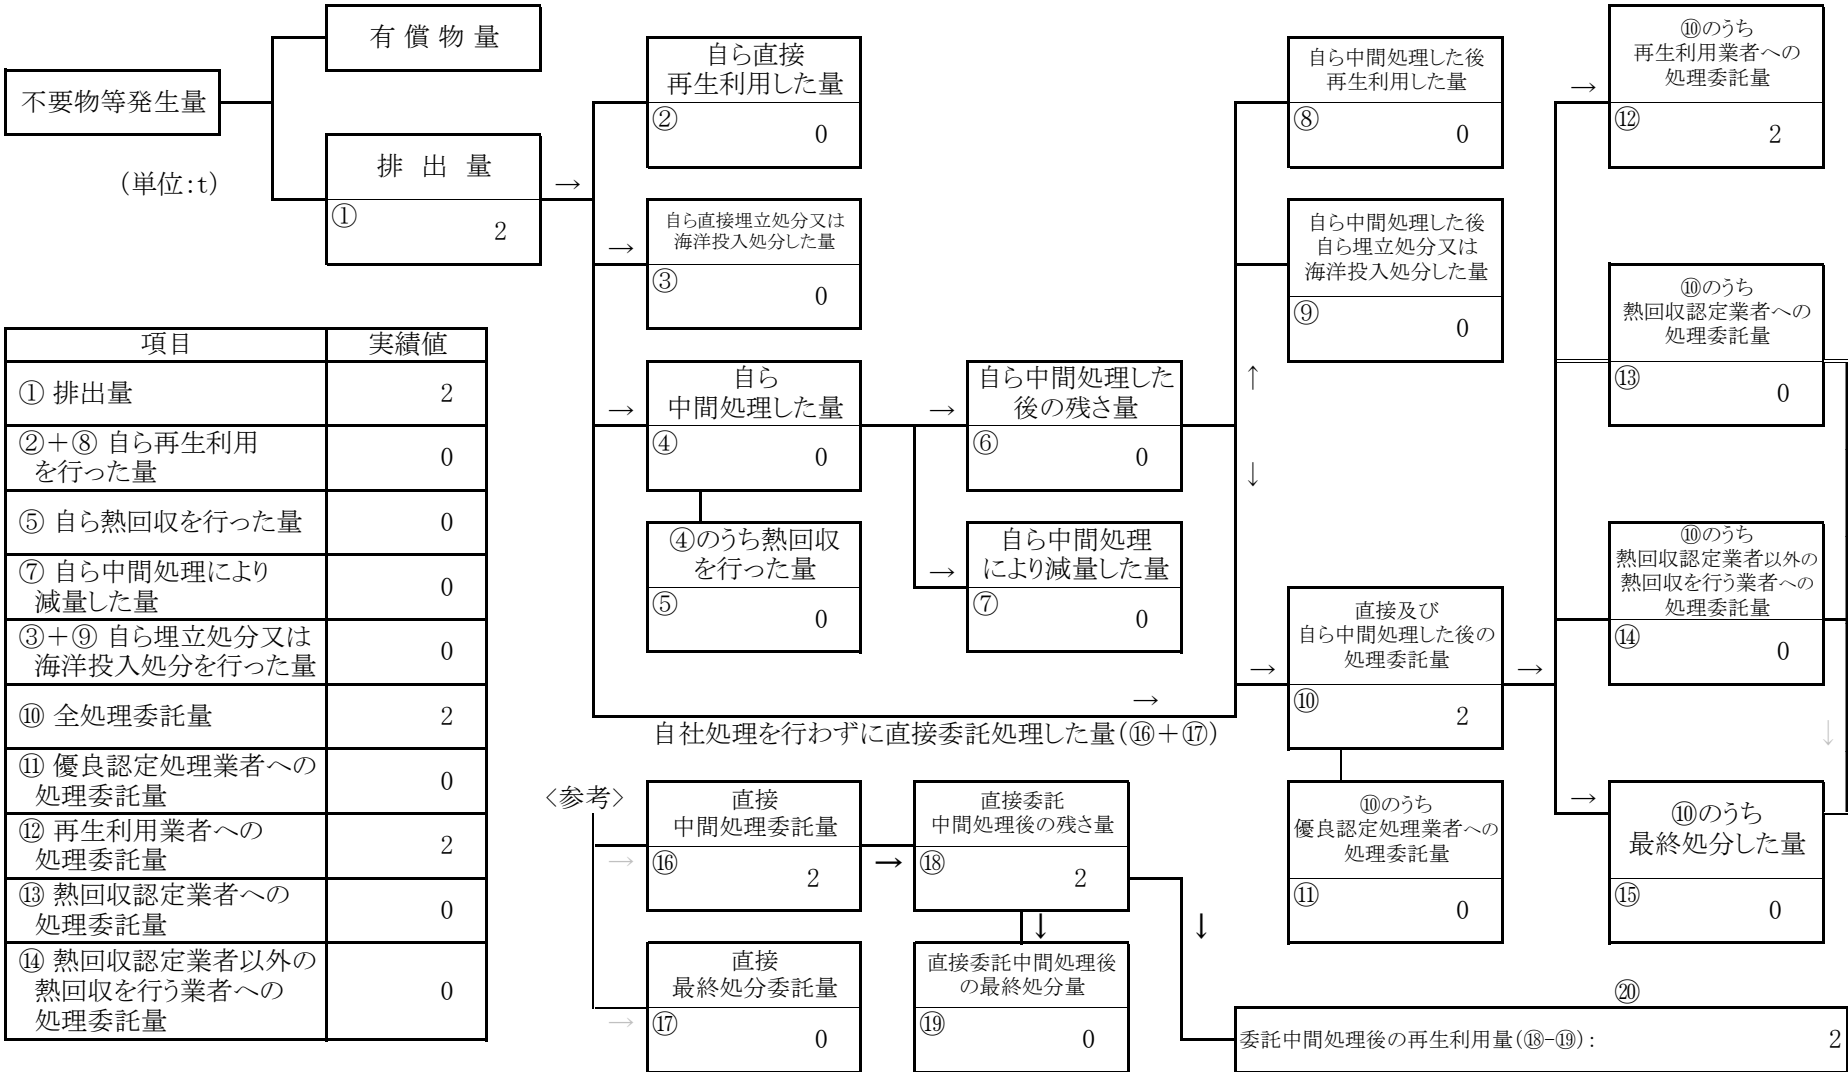 有 償 物 量
不要物等発生量
(単位:t)
排 出 量
→
①
2
自ら直接
再生利用した量
②
0
→
自ら直接埋立処分又は
海洋投入処分した量
③
0
→
自ら
中間処理した量
④
0
④のうち熱回収
を行った量
⑤
0
→
自ら中間処理した
後の残さ量
⑥
0
→
自ら中間処理
により減量した量
⑦
0
自ら中間処理した後
再生利用した量
⑧
0
自ら中間処理した後
自ら埋立処分又は
海洋投入処分した量
⑨
0
↑
↓
→
自社処理を行わずに直接委託処理した量(⑯+⑰)
→
直接及び
自ら中間処理した後の
処理委託量
⑩
2
→
⑩のうち
優良認定処理業者への
処理委託量
⑪
0
→
⑩のうち
再生利用業者への
処理委託量
⑫
2
⑩のうち
熱回収認定業者への
処理委託量
⑬
0
⑩のうち
熱回収認定業者以外の
熱回収を行う業者への
処理委託量
⑭
0
↓
→
⑩のうち
最終処分した量
⑮
0
項目 実績値
① 排出量 2
②+⑧ 自ら再生利用
を行った量 0
⑤ 自ら熱回収を行った量 0
⑦ 自ら中間処理により
減量した量 0
③+⑨ 自ら埋立処分又は
海洋投入処分を行った量 0
⑩ 全処理委託量 2
⑪ 優良認定処理業者への
処理委託量 0
⑫ 再生利用業者への
処理委託量 2
⑬ 熱回収認定業者への
処理委託量 0
⑭ 熱回収認定業者以外の
熱回収を行う業者への
処理委託量 0
〈参考〉
→
直接
中間処理委託量
⑯
2
→
直接委託
中間処理後の残さ量
⑱
2
→
直接
最終処分委託量
⑰
0
↓
直接委託中間処理後
の最終処分量
⑲
0
↓
⑳
委託中間処理後の再生利用量(⑱-⑲): 2